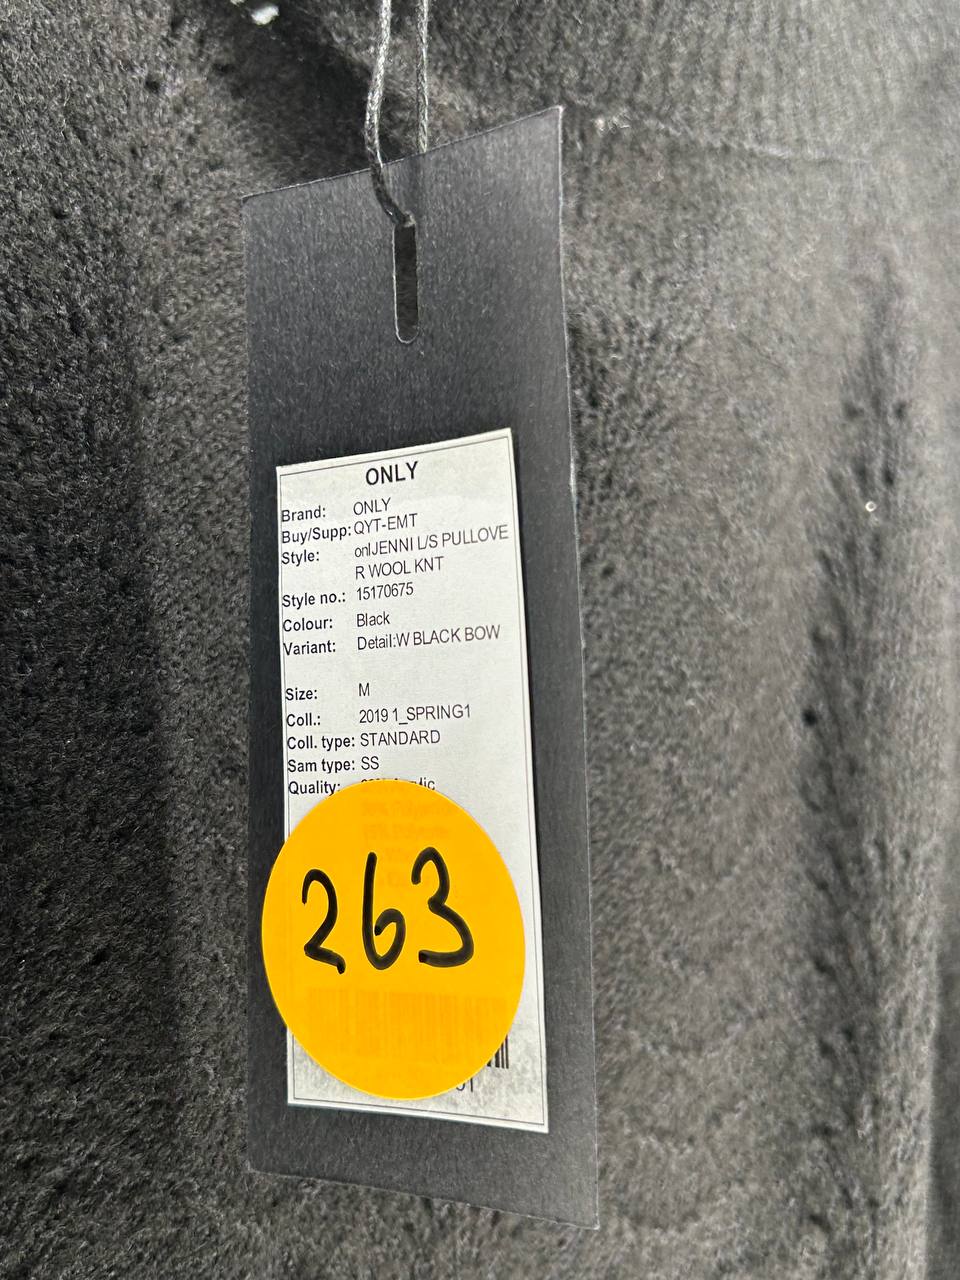 ONLY
Brand: ONLY
Buy/Supp: QYT-EMT
Style: onlJENNI L/S PULLOVE
R WOOL KNT
Style no.: 15170675
Colour: Black
Variant: Detail:W BLACK BOW
Size: M
Coll.: 2019 1_SPRING1
Coll. type: STANDARD
Sam type: SS
Quality:
263